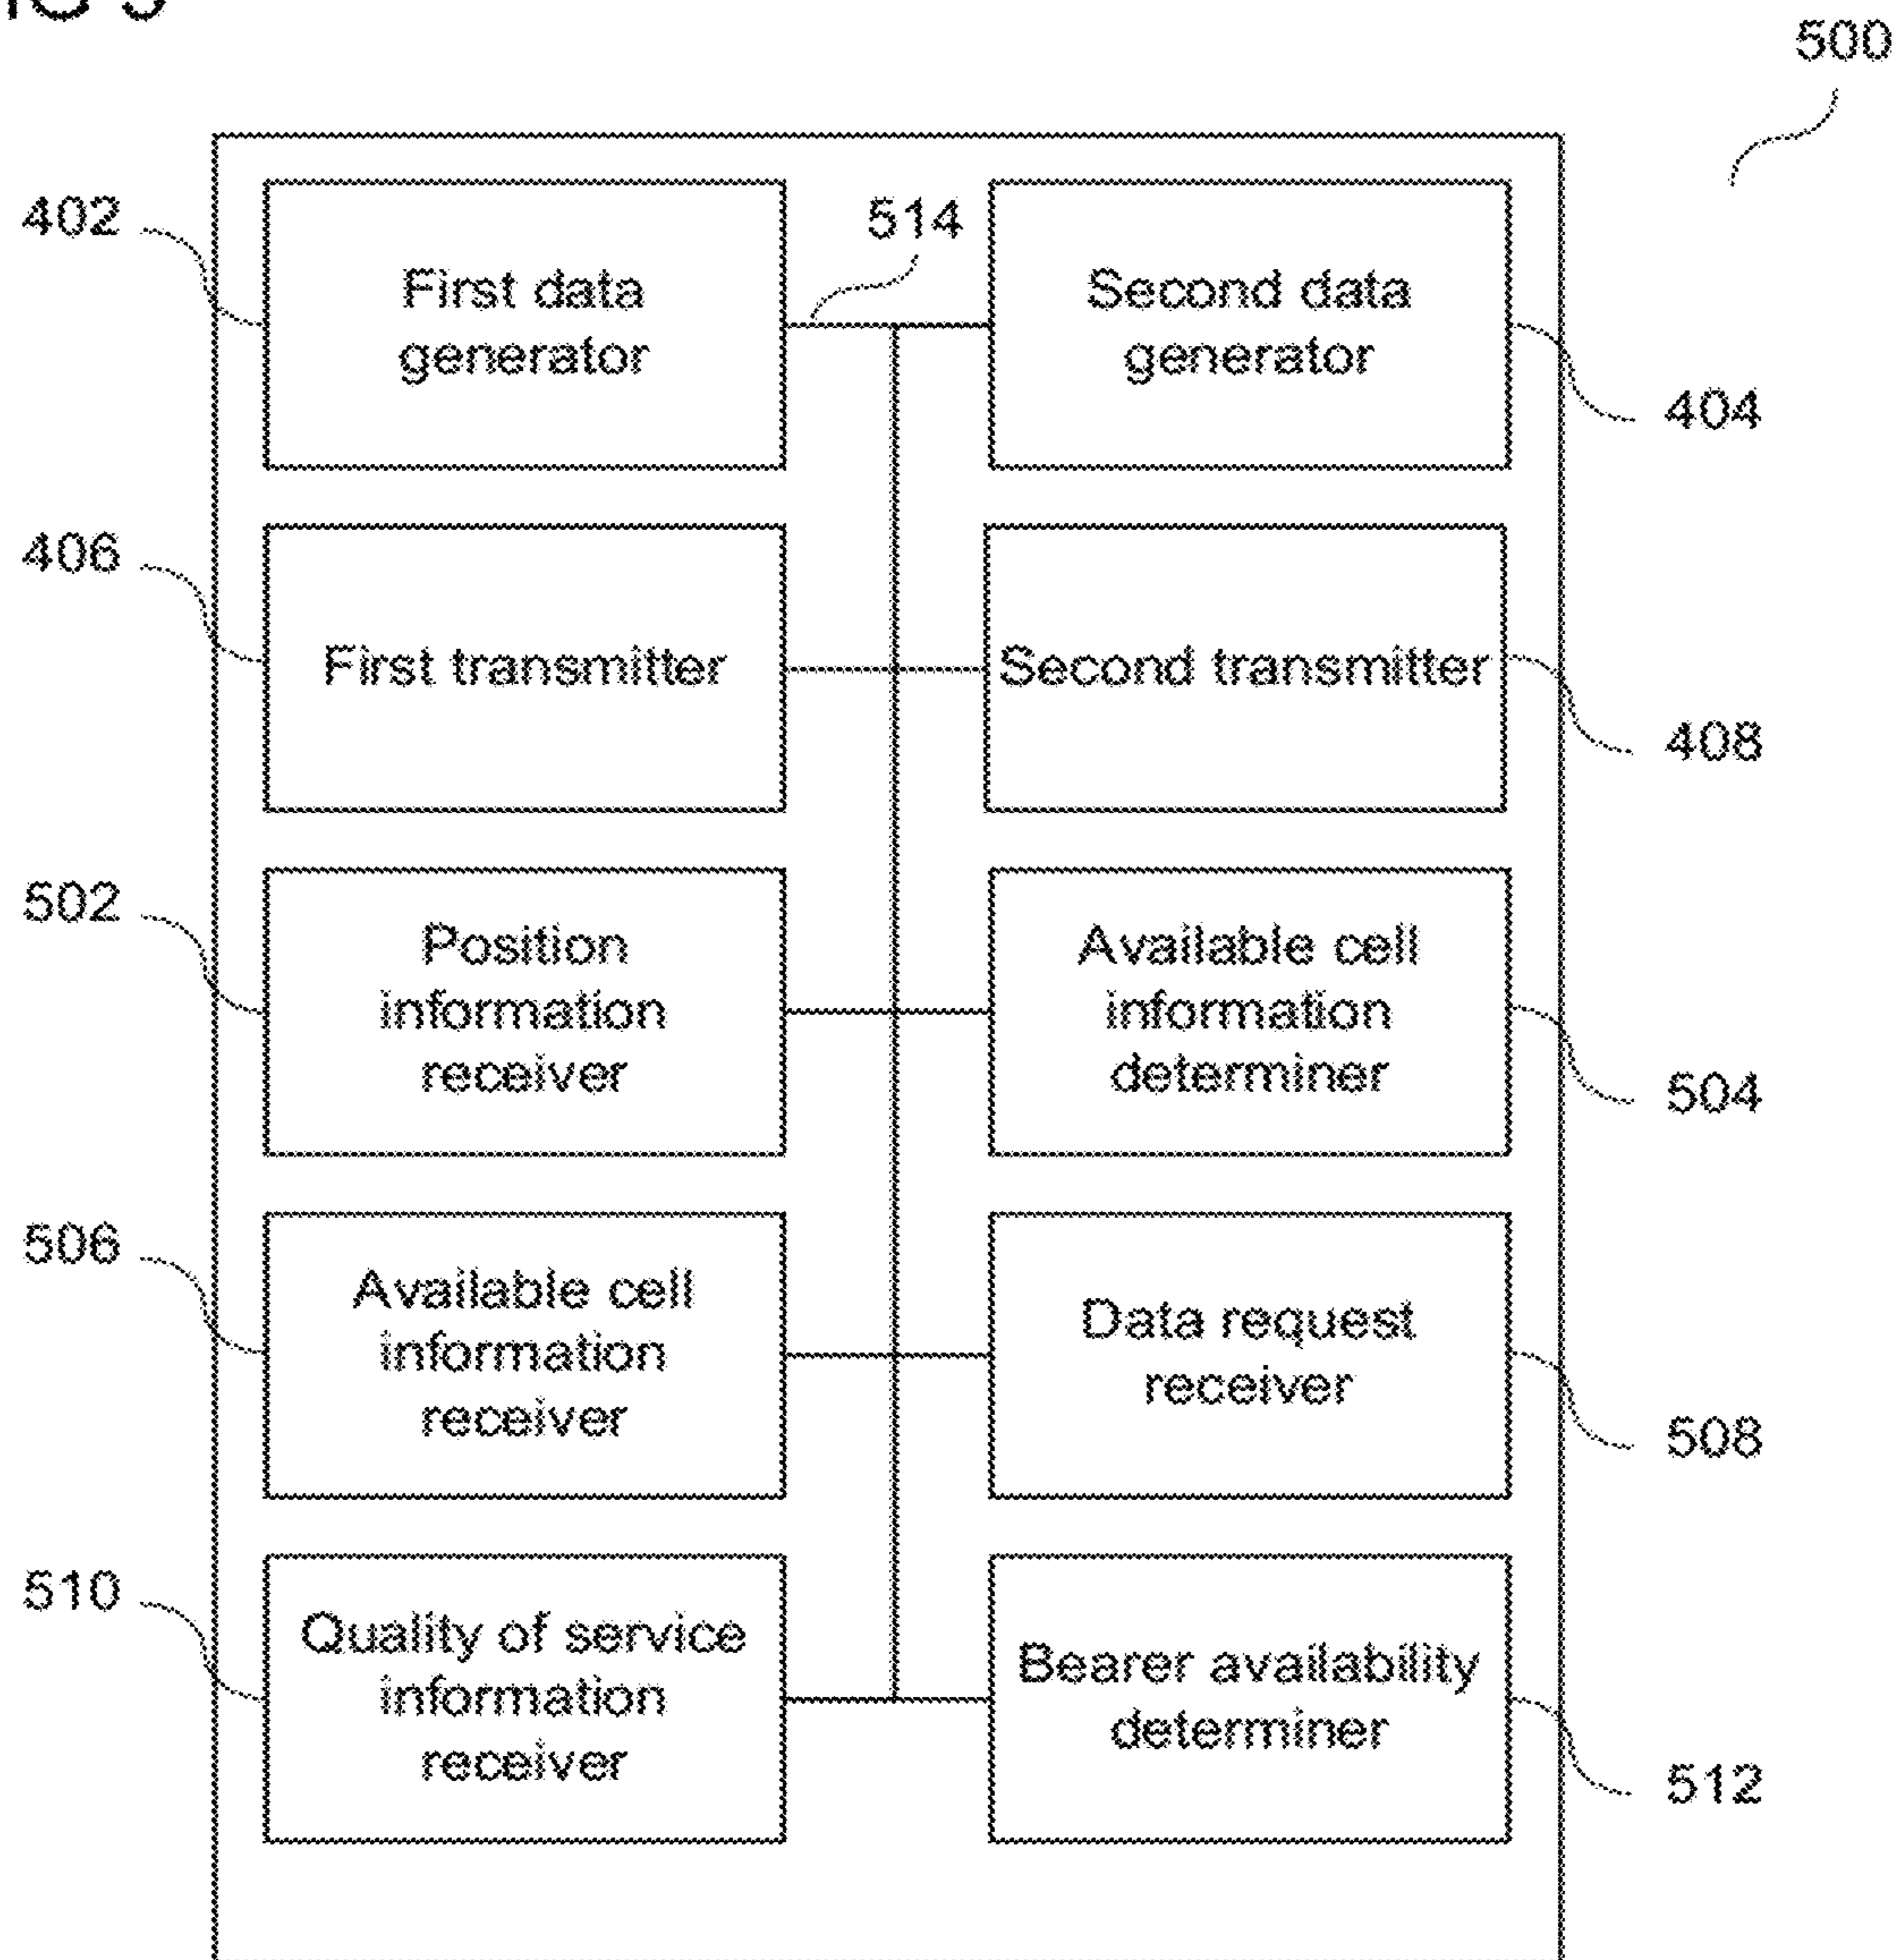 500
402
514
First data
generator
Second data
generator
404
406
First transmitter
Second transmitter
408
502
Position
information
receiver
Available cell
information
determiner
504
506
Available cell
information
receiver
Data request
receiver
508
510
Quality of service
information
receiver
Bearer availability
determiner
512